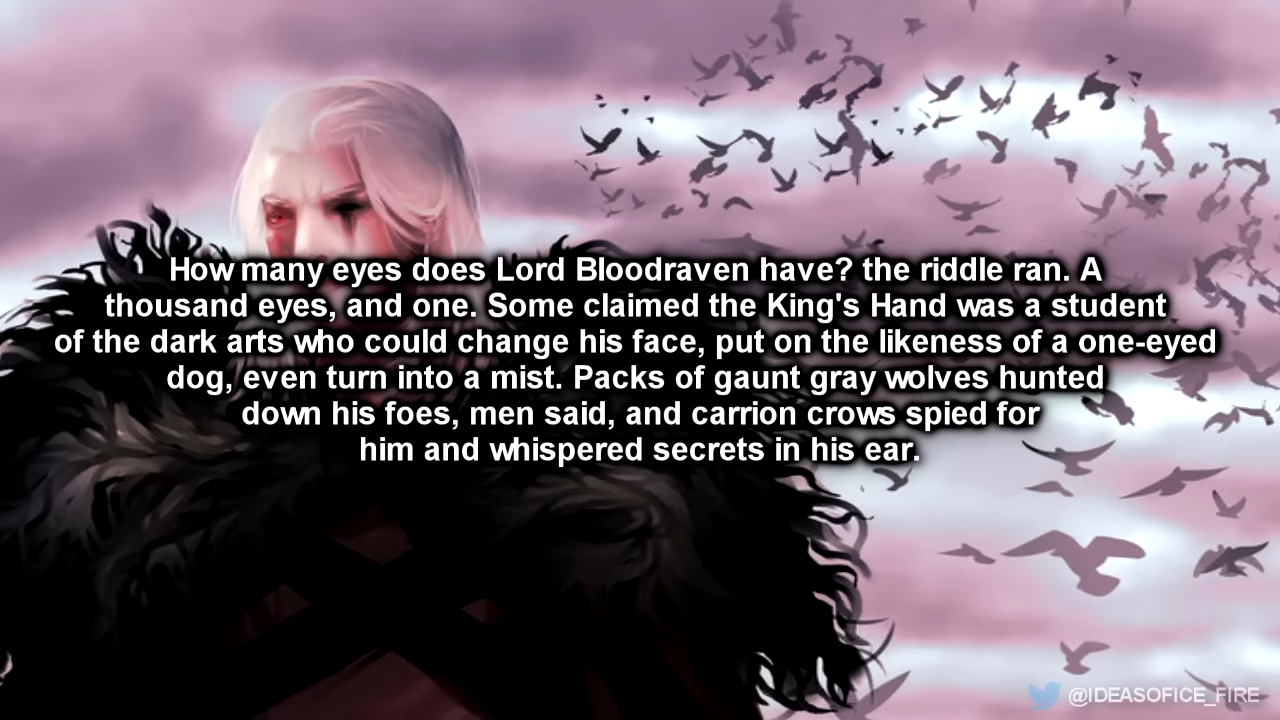 How many eyes does Lord Bloodraven have? the riddle ran. A
thousand eyes, and one. Some claimed the King's Hand was a student
of the dark arts who could change his face, put on the likeness of a one-eyed
dog, even turn into a mist. Packs of gaunt gray wolves hunted
down his foes, men said, and carrion crows spied for
him and whispered secrets in his ear.
@IDEASOFICE_FIRE